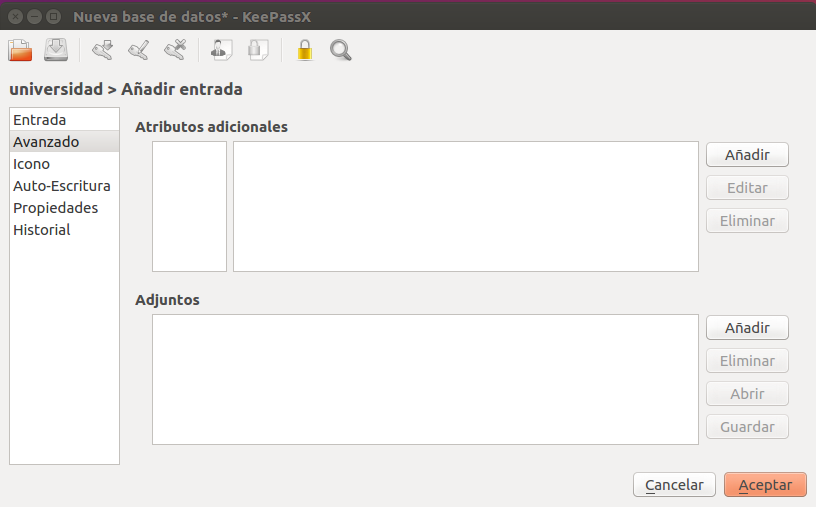 Nueva base de datos* - KeePassX
universidad > Añadir entrada
Entrada
Avanzado
Icono
Auto-Escritura
Propiedades
Historial
Atributos adicionales
Añadir
Editar
Eliminar
Adjuntos
Añadir
Eliminar
Abrir
Guardar
Cancelar
Aceptar